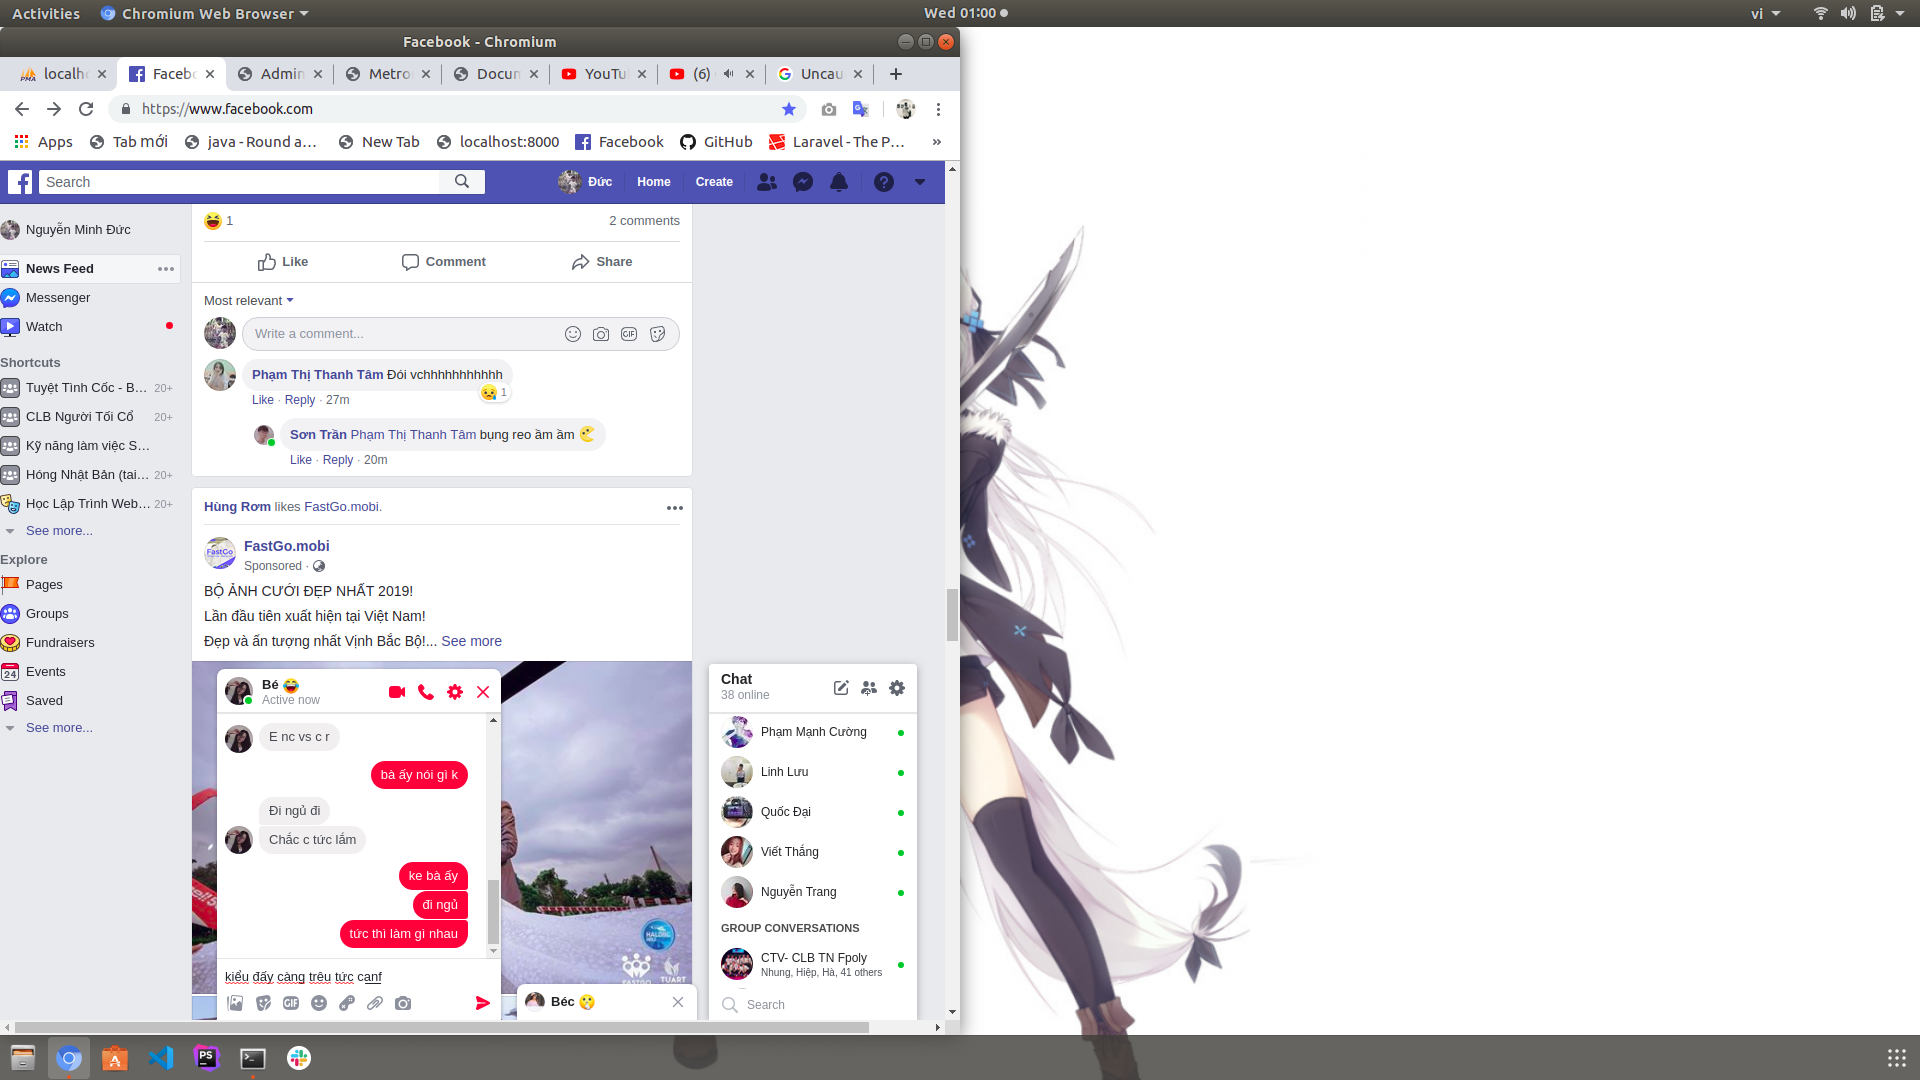 Activities
Chromium Web Browser
Wed 01:00
vi
Facebook - Chromium
localh
Faceb
Admin
Metro
Docum
YouTu
(6)
Uncau
https://www.facebook.com
Apps
Tab mới
java - Round a...
New Tab
localhost:8000
Facebook
GitHub
Laravel - The P...
»
Search
Đức
Home
Create
Nguyễn Minh Đức
News Feed
Messenger
Watch
Shortcuts
Tuyệt Tình Cốc - B... 20+
CLB Người Tối Cổ 20+
Kỹ năng làm việc S...
Hóng Nhật Bản (tai... 20+
Học Lập Trình Web... 20+
See more...
Explore
Pages
Groups
Fundraisers
24
Events
Saved
See more...
1
2 comments
Like
Comment
Share
Most relevant
Write a comment...
GIF
Phạm Thị Thanh Tâm Đói vchhhhhhhhhhh
1
Like · Reply · 27m
Sơn Trần Phạm Thị Thanh Tâm bụng reo ầm ầm
Like · Reply · 20m
Hùng Rơm likes FastGo.mobi.
FastGo
FastGo.mobi
Sponsored ·
BỘ ẢNH CƯỚI ĐẸP NHẤT 2019!
Lần đầu tiên xuất hiện tại Việt Nam!
Đẹp và ấn tượng nhất Vịnh Bắc Bộ!... See more
Bé
Active now
E nc vs c r
bà ấy nói gì k
Đi ngủ đi
Chắc c tức lắm
ke bà ấy
đi ngủ
tức thì làm gì nhau
kiểu đấy càng trêu tức canf
GIF
FASTGO
TUART
Béc
Chat
38 online
Phạm Mạnh Cường
Linh Lưu
Quốc Đại
Viết Thắng
Nguyễn Trang
GROUP CONVERSATIONS
CTV- CLB TN Fpoly
Nhung, Hiệp, Hà, 41 others
Search
PS